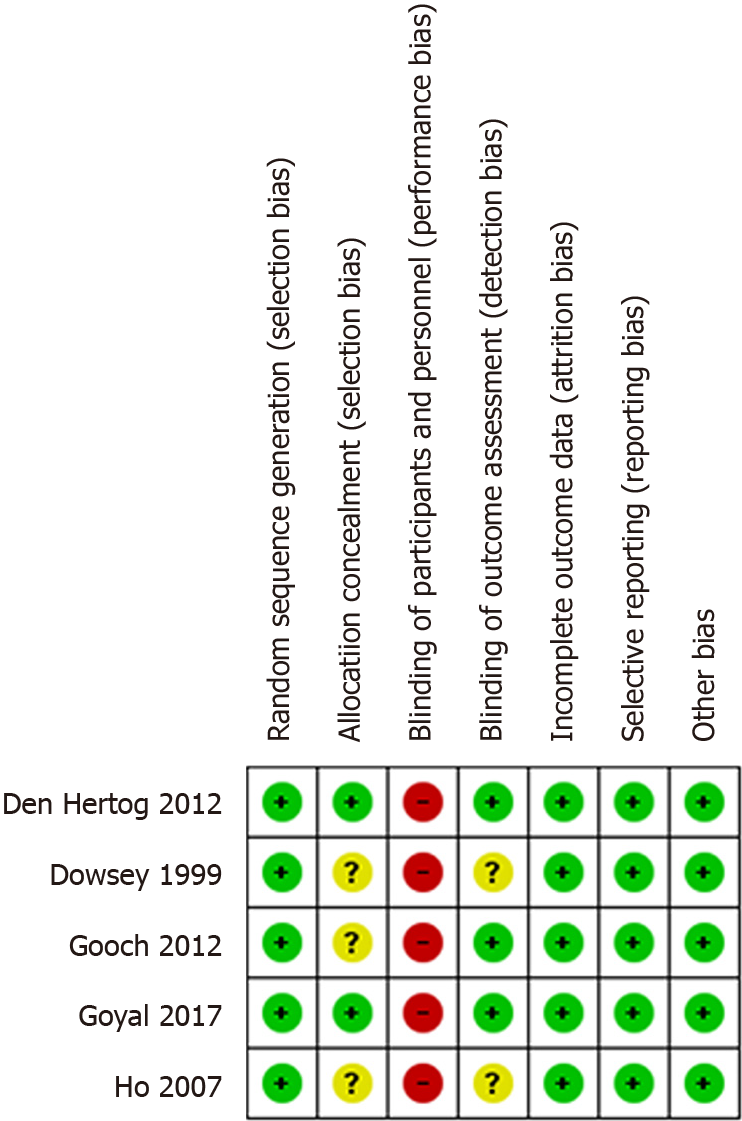 Random sequence generation (selection bias)
Allocatiion concealment (selection bias)
Blinding of participants and personnel (performance bias)
Blinding of outcome assessment (detection bias)
Incomplete outcome data (attrition bias)
Selective reporting (reporting bias)
Other bias
Den Hertog 2012 + + - + + + +
Dowsey 1999 + ? - ? + + +
Gooch 2012 + ? - + + + +
Goyal 2017 + + - + + + +
Ho 2007 + ? - ? + + +